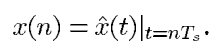 x(n) = x̂(t)|_{t=nT_s}.